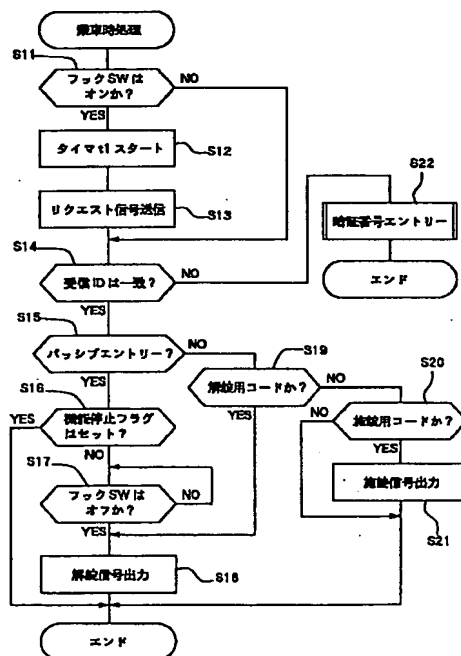 乗車時処理
S11
フックSWは
オンか?
NO
YES
タイマt1スタート
S12
リクエスト信号送信
S13
S14
受信IDは一致?
NO
YES
S22
暗証番号エントリー
エンド
S15
パッシブエントリー?
NO
YES
S19
解錠用コードか?
NO
YES
S16
YES
機能停止フラグ
はセット?
NO
S20
NO
施錠用コードか?
YES
S17
フックSWは
オフか?
NO
YES
施錠信号出力
S21
解錠信号出力
S18
エンド